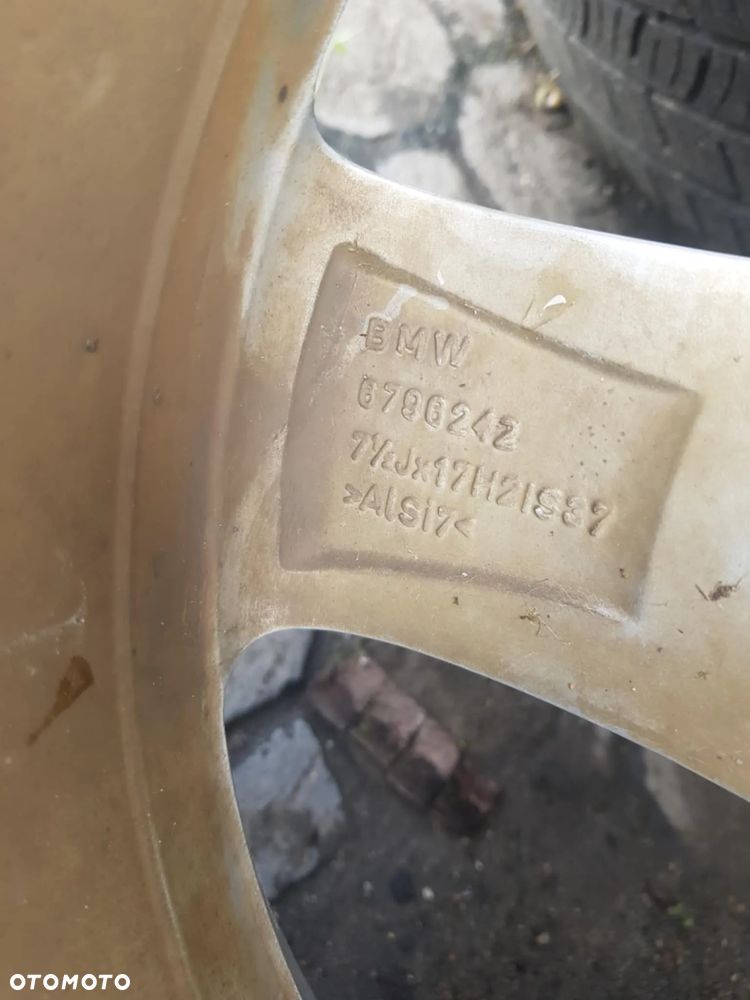 BMW
6796242
7½Jx17H2IS37
>AlSi7<
OTOMOTO